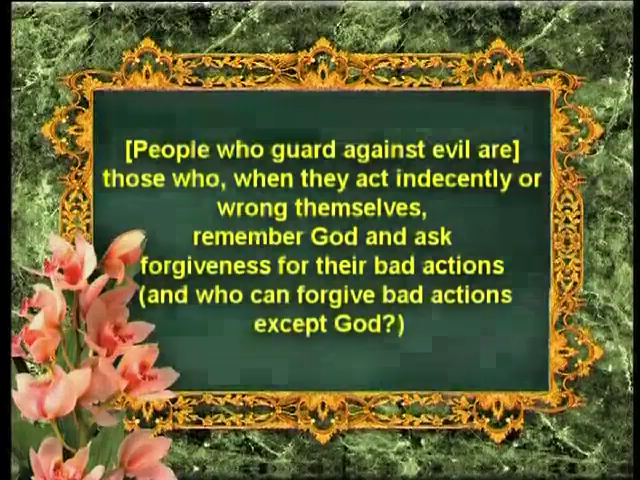 [People who guard against evil are]
those who, when they act indecently or
wrong themselves,
remember God and ask
forgiveness for their bad actions
(and who can forgive bad actions
except God?)